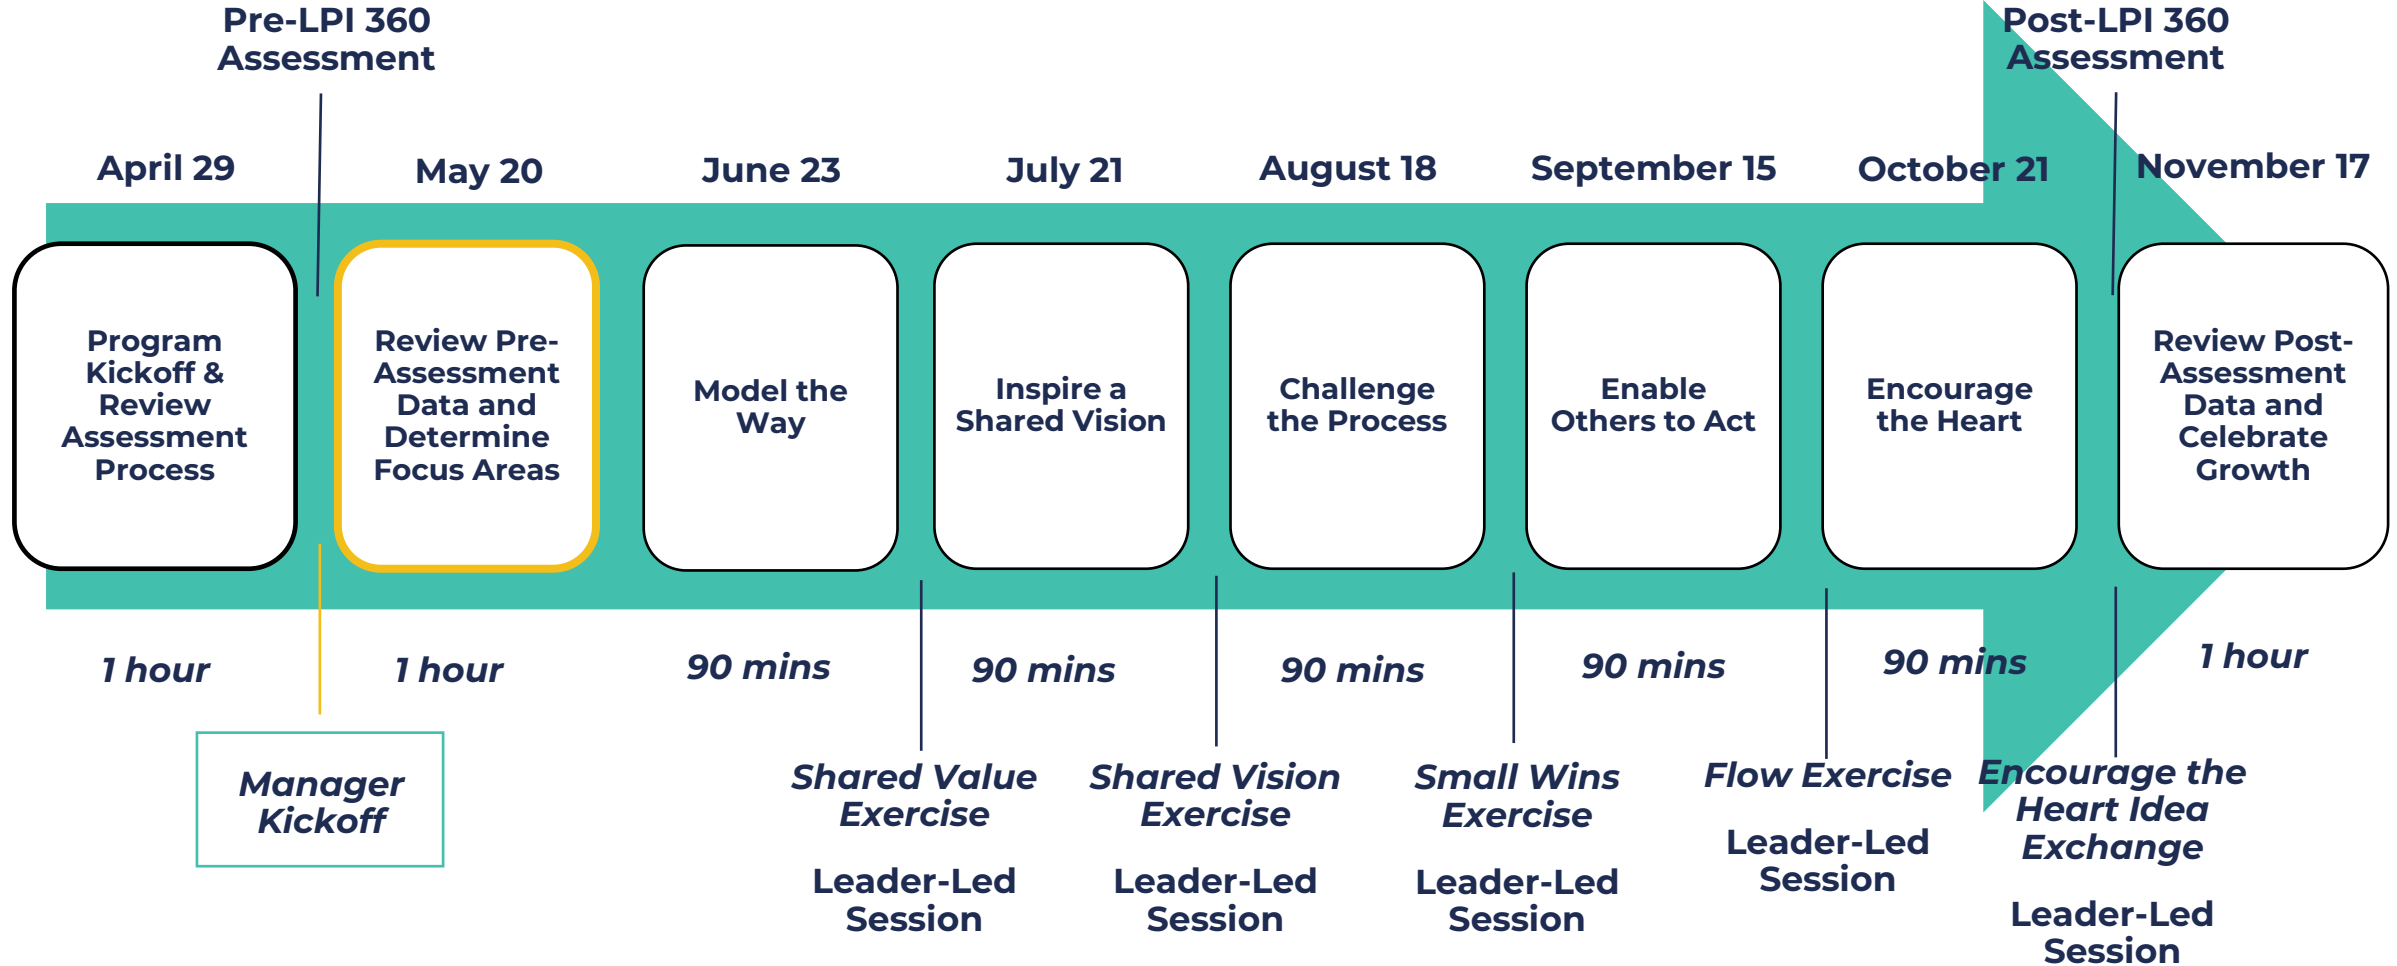 Pre-LPI 360
Assessment
Post-LPI 360
Assessment
April 29
May 20
June 23
July 21
August 18
September 15
October 21
November 17
Program
Kickoff &
Review
Assessment
Process
Review Pre-
Assessment
Data and
Determine
Focus Areas
Model the
Way
Inspire a
Shared Vision
Challenge
the Process
Enable
Others to Act
Encourage
the Heart
Review Post-
Assessment
Data and
Celebrate
Growth
1 hour
1 hour
90 mins
90 mins
90 mins
90 mins
90 mins
1 hour
Manager
Kickoff
Shared Value
Exercise
Leader-Led
Session
Shared Vision
Exercise
Leader-Led
Session
Small Wins
Exercise
Leader-Led
Session
Flow Exercise
Leader-Led
Session
Encourage the
Heart Idea
Exchange
Leader-Led
Session